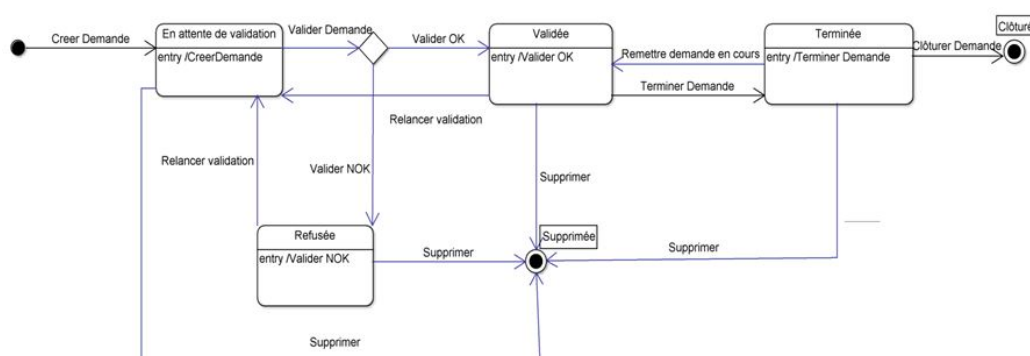 Clôturé
Creer Demande
En attente de validation
entry /CreerDemande
Valider Demande
Valider OK
Validée
entry /Valider OK
Remettre demande en cours
Terminer Demande
Terminée
entry /Terminer Demande
Clôturer Demande
Relancer validation
Relancer validation
Valider NOK
Supprimer
Refusée
entry /Valider NOK
Supprimer
Supprimée
Supprimer
Supprimer